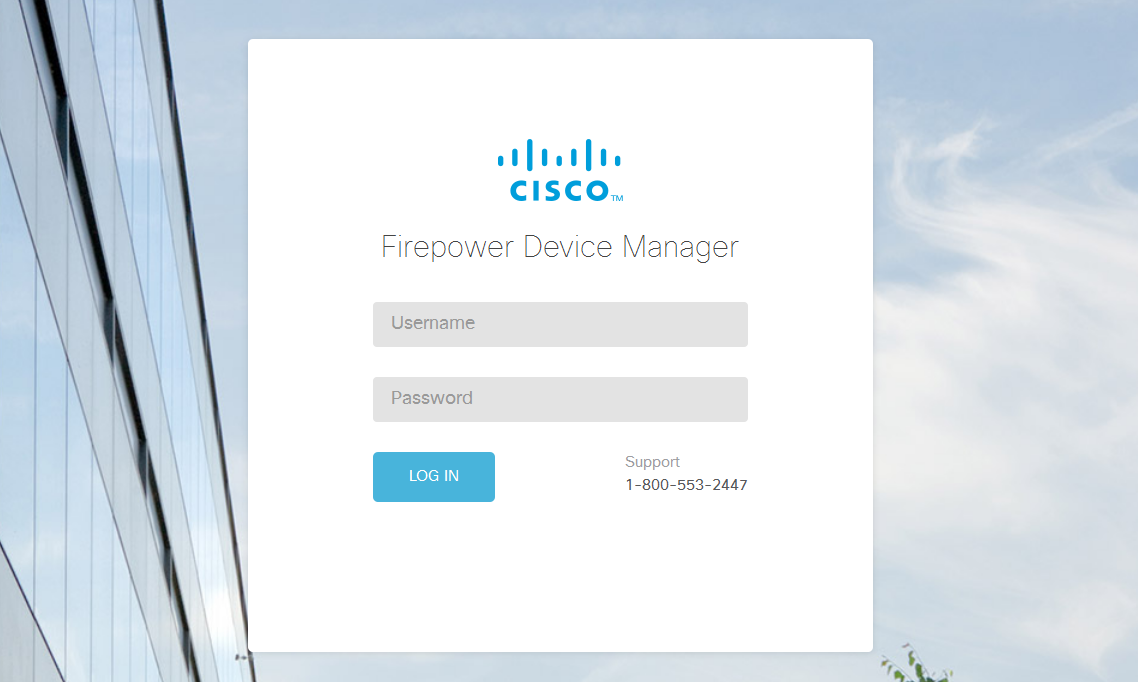 CISCO™
Firepower Device Manager
Username
Password
LOG IN
Support
1-800-553-2447